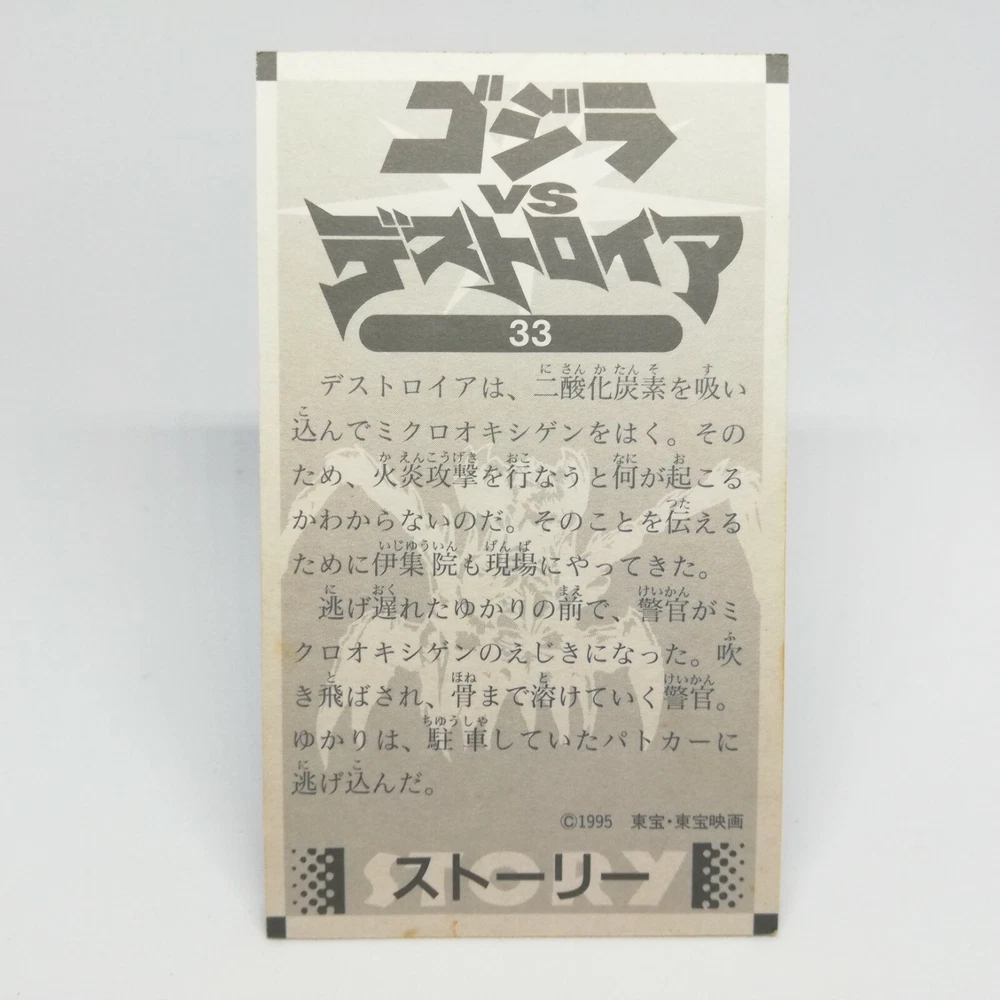 ゴジラ
VS
デストロイア
33
デストロイアは、二酸化炭素を吸い
込んでミクロオキシゲンをはく。その
ため、火炎攻撃を行なうと何が起こる
かわからないのだ。そのことを伝える
ために伊集院も現場にやってきた。
逃げ遅れたゆかりの前で、警官がミ
クロオキシゲンのえじきになった。吹
き飛ばされ、骨まで溶けていく警官。
ゆかりは、駐車していたパトカーに
逃げ込んだ。
©1995 東宝・東宝映画
STORY
ストーリー